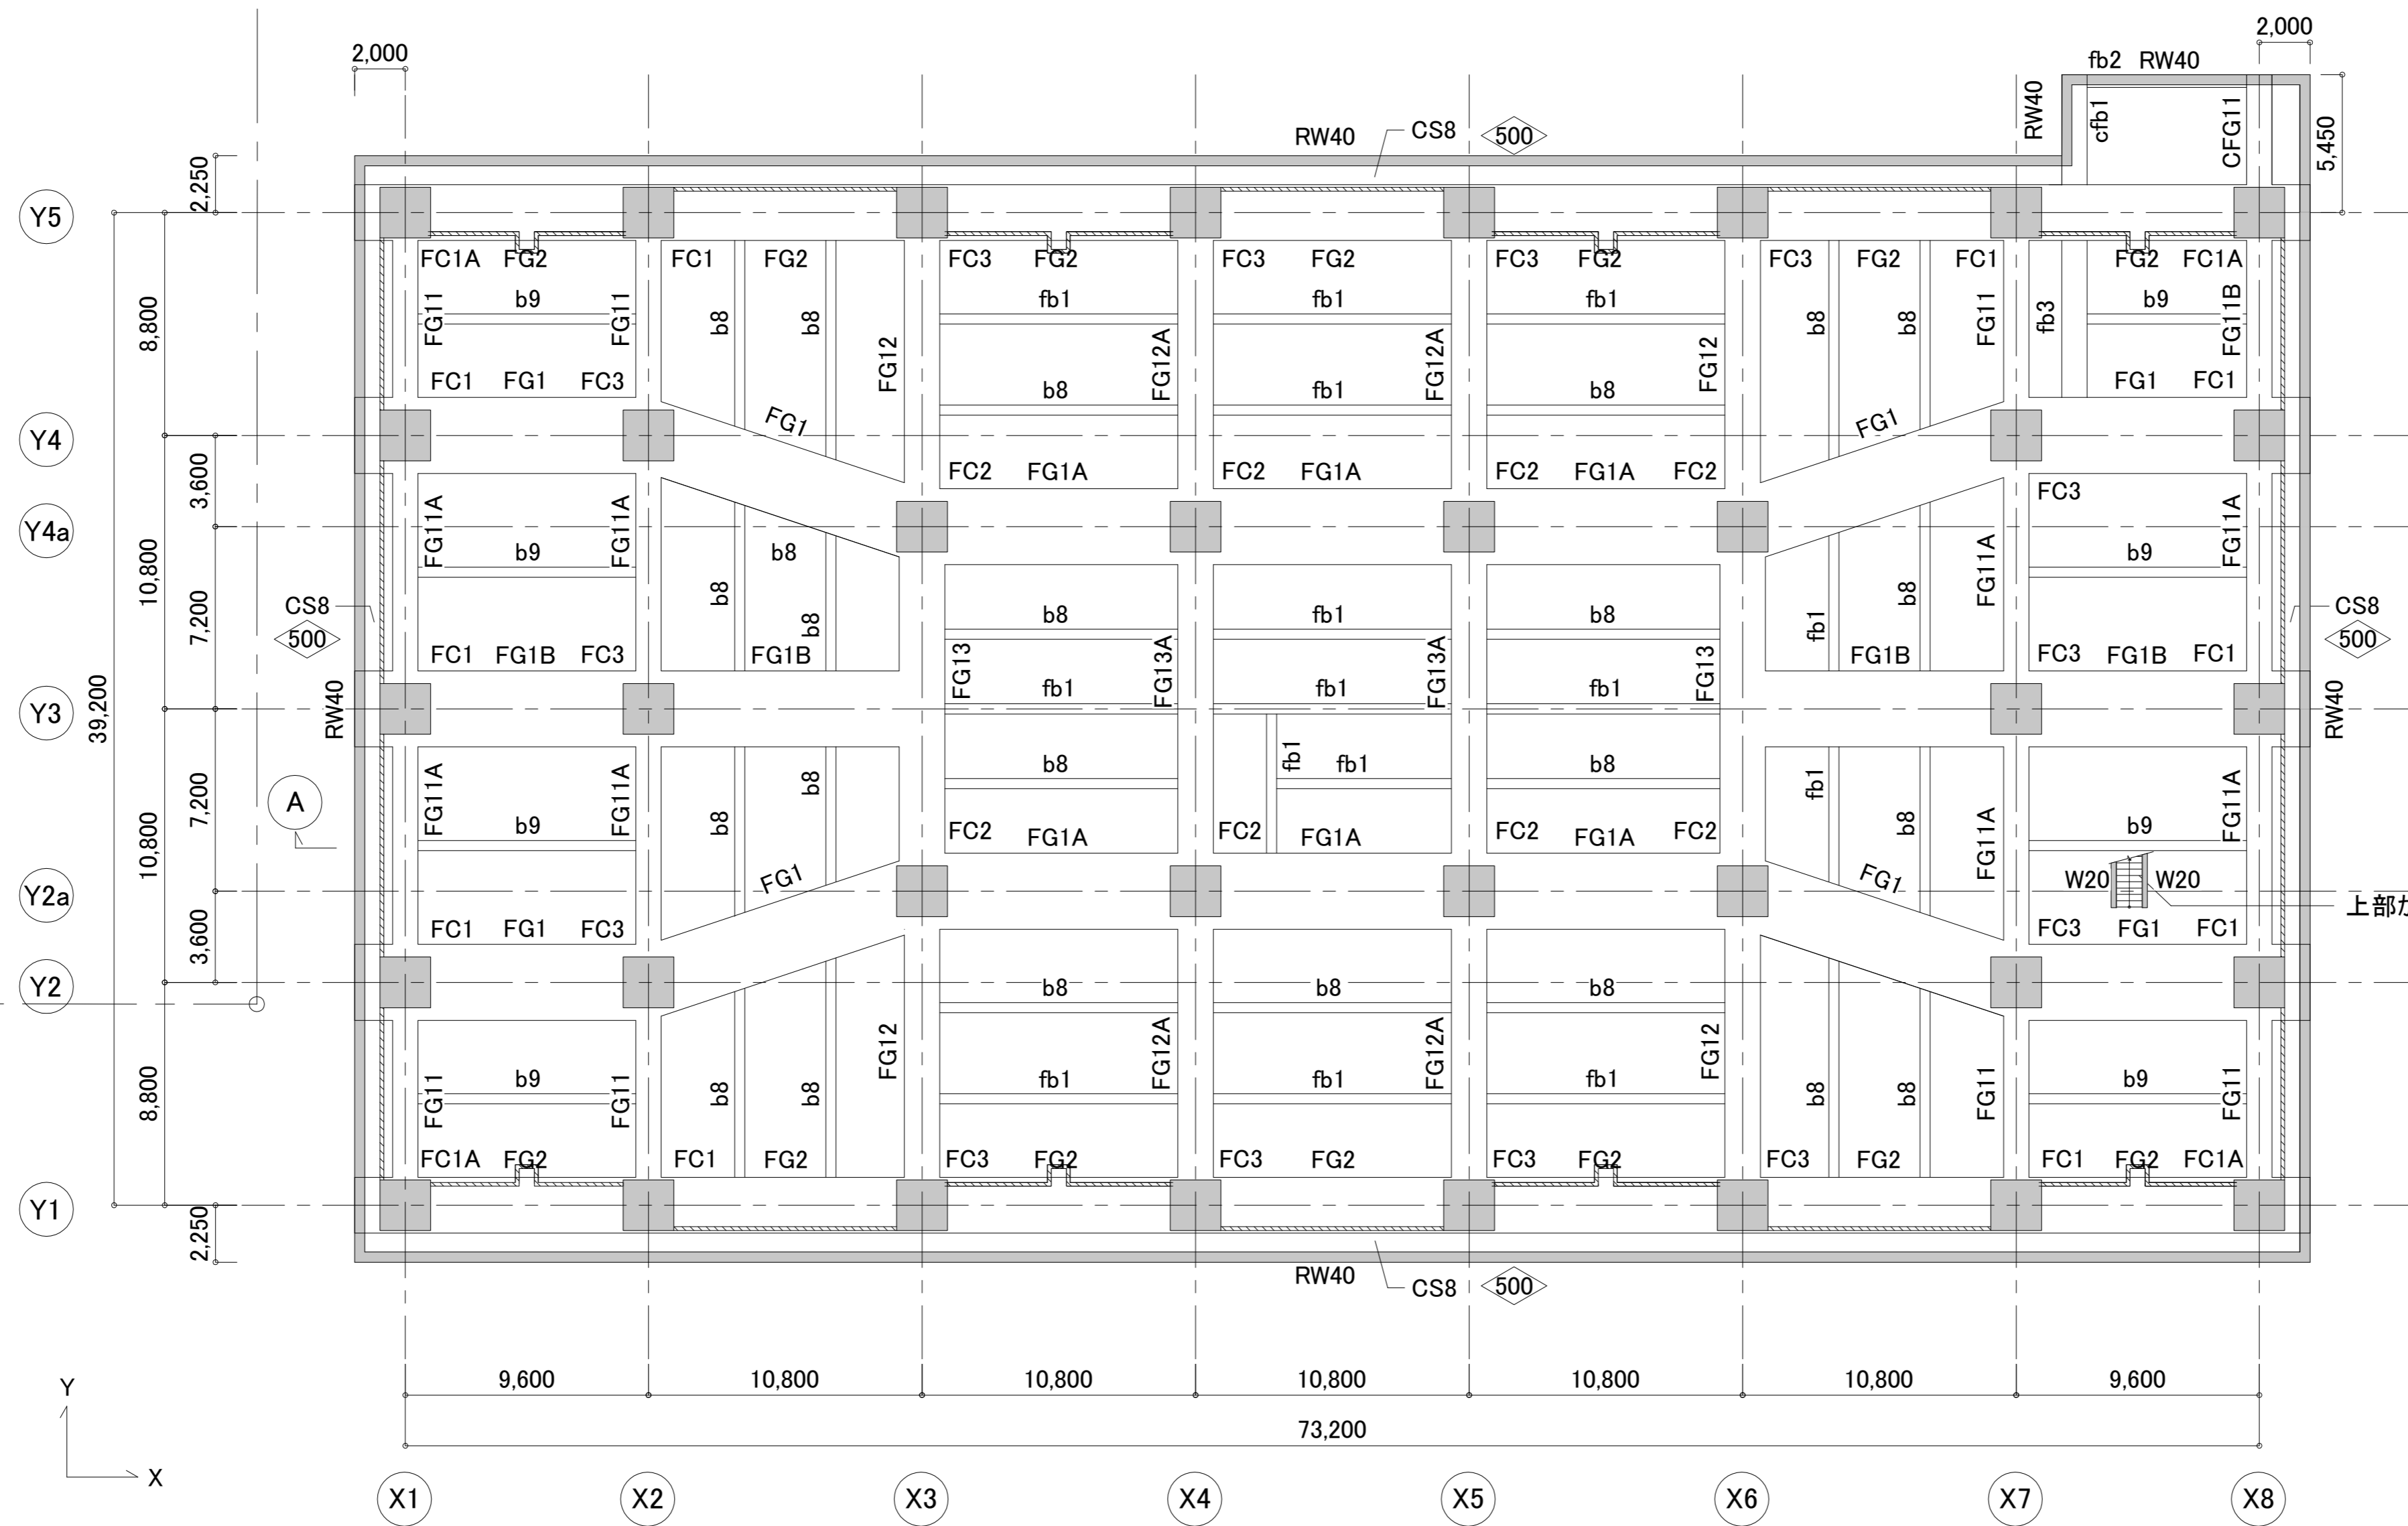 2,000
2,000
fb2 RW40
RW40
cfb1
CFG11
5,450
RW40
CS8
500
2,250
Y5
FC1A FG2
FC1 FG2
FC3 FG2
FC3 FG2
FC3 FG2
FC3 FG2 FC1
FG2 FC1A
8,800
FG11
b9
FG11
b8
b8
FG12
fb1
FG12A
fb1
FG12A
fb1
FG12
b8
b8
FG11
fb3
b9
FG11B
b8
fb1
b8
FC1 FG1 FC3
FG1
FG1
FG1 FC1
Y4
3,600
FC2 FG1A
FC2 FG1A
FC2 FG1A FC2
FC3
Y4a
10,800
FG11A
b9
FG11A
b8
b8
b8
fb1
b8
FG11A
b9
FG11A
CS8
500
7,200
b8
fb1
b8
CS8
500
FC1 FG1B FC3
FG1B
FG13
fb1
FG13A
fb1
FG13A
fb1
FG13
FG1B
FC3 FG1B FC1
39,200
Y3
RW40
RW40
7,200
10,800
A
FG11A
b9
FG11A
b8
b8
b8
fb1
fb1
b8
fb1
b8
FG11A
b9
FG11A
FC2 FG1A
FC2 FG1A
FC2 FG1A FC2
Y2a
FG1
FG1
W20 W20
3,600
FC1 FG1 FC3
FC3 FG1 FC1
Y2
b8
b8
b8
8,800
FG11
b9
FG11
b8
b8
FG12
fb1
FG12A
fb1
FG12A
fb1
FG12
b8
b8
FG11
b9
FG11
FC1A FG2
FC1 FG2
FC3 FG2
FC3 FG2
FC3 FG2
FC3 FG2
FC1 FG2 FC1A
Y1
2,250
RW40
CS8
500
9,600 10,800 10,800 10,800 10,800 10,800 9,600
73,200
Y
X
X1 X2 X3 X4 X5 X6 X7 X8
上部